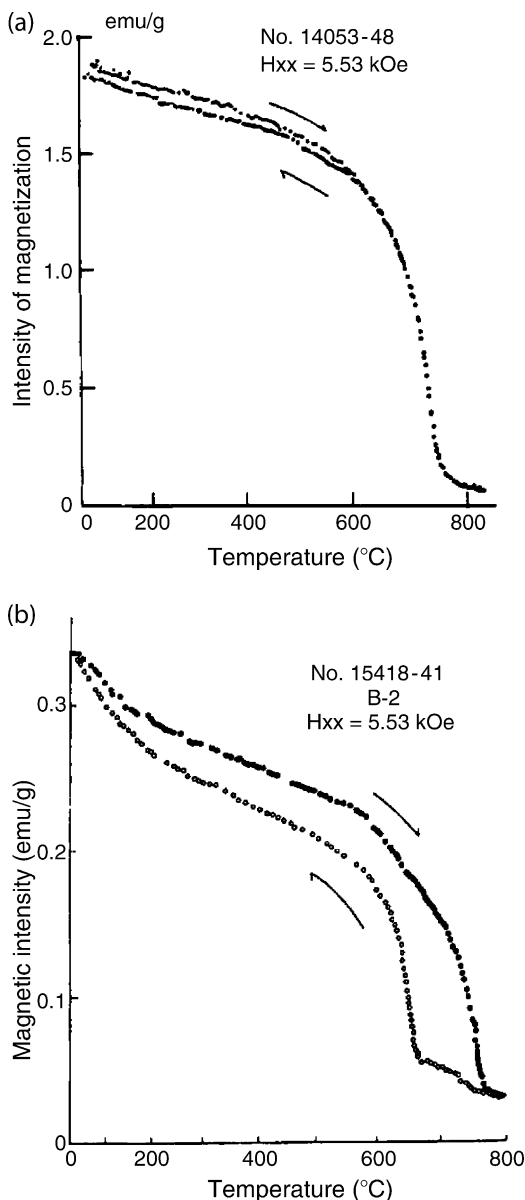 (a)
emu/g
No. 14053-48
Hxx = 5.53 kOe
2.0
1.5
1.0
0.5
0
Intensity of magnetization
0 200 400 600 800
Temperature (°C)
(b)
No. 15418-41
B-2
Hxx = 5.53 kOe
0.3
0.2
0.1
0
Magnetic intensity (emu/g)
0 200 400 600 800
Temperature (°C)